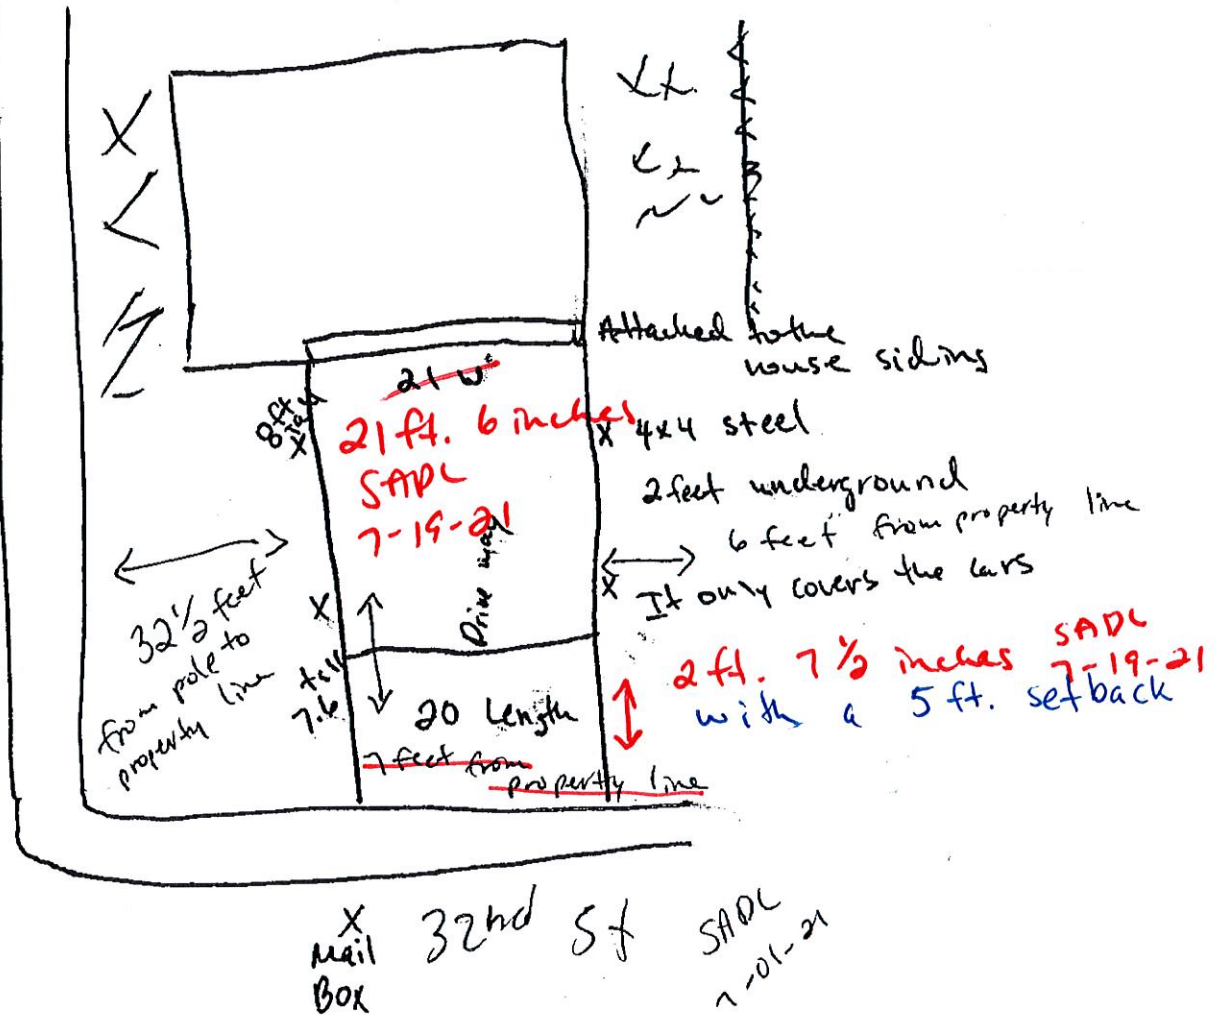 Attached to the
house siding
21 w
8ft
21 ft. 6 inches
x 4x4 steel
SADL
2 feet underground
7-19-21
6 feet from property line
Drive way
It only covers the cars
32 1/2 feet
from pole to
property line
x
x
x
tall
7.6
SADL
2 ft. 7 1/2 inches 7-19-21
with a 5 ft. setback
20 Length
7 feet from
property line
x
Mail
Box
32nd St
SADL
7-01-21